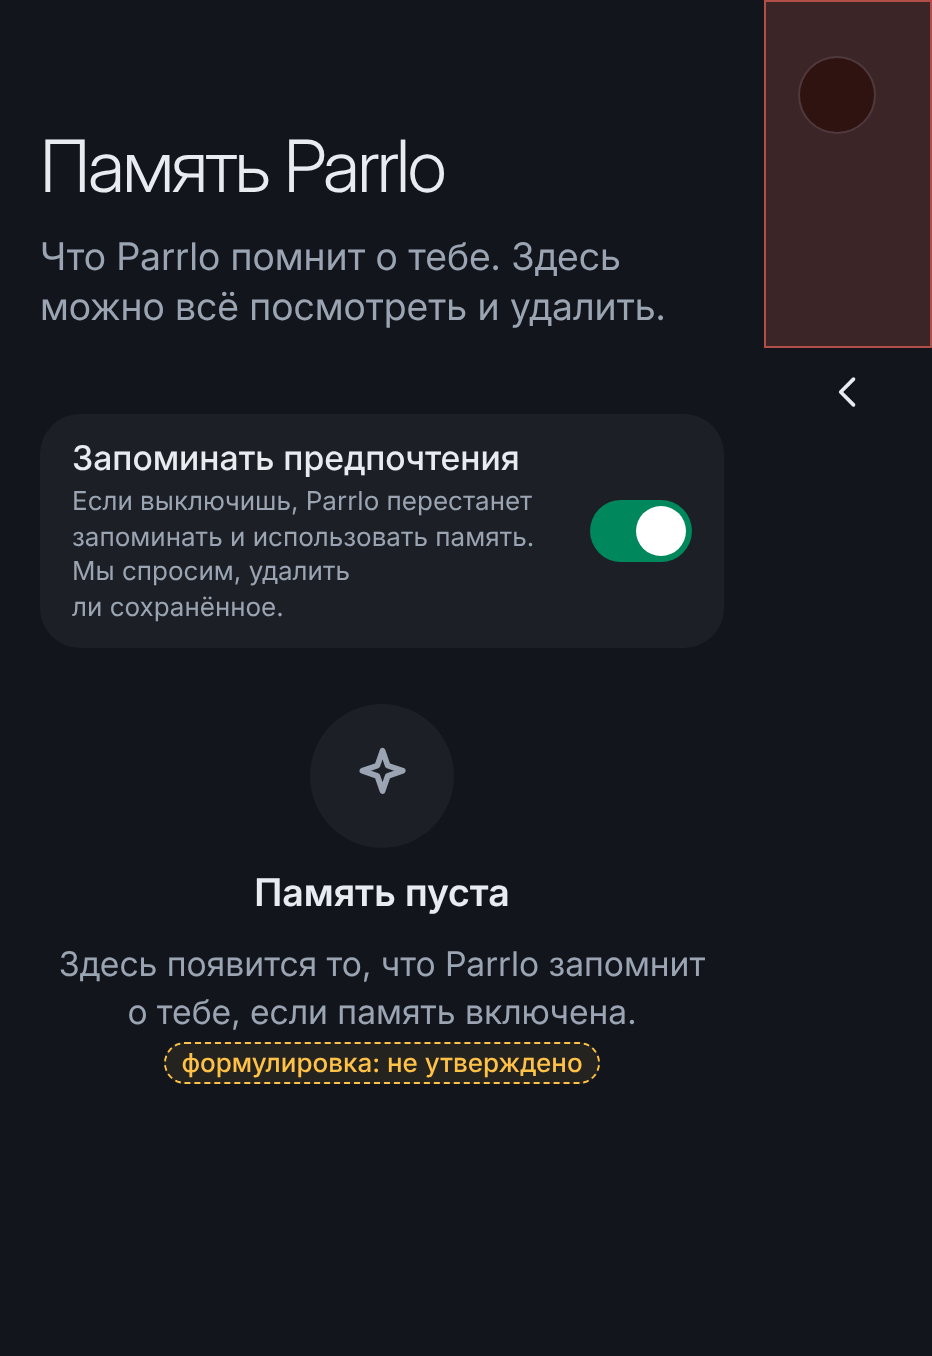 Память Parrlo
Что Parrlo помнит о тебе. Здесь
можно всё посмотреть и удалить.
Запоминать предпочтения
Если выключишь, Parrlo перестанет
запоминать и использовать память.
Мы спросим, удалить
ли сохранённое.
Память пуста
Здесь появится то, что Parrlo запомнит
о тебе, если память включена.
формулировка: не утверждено